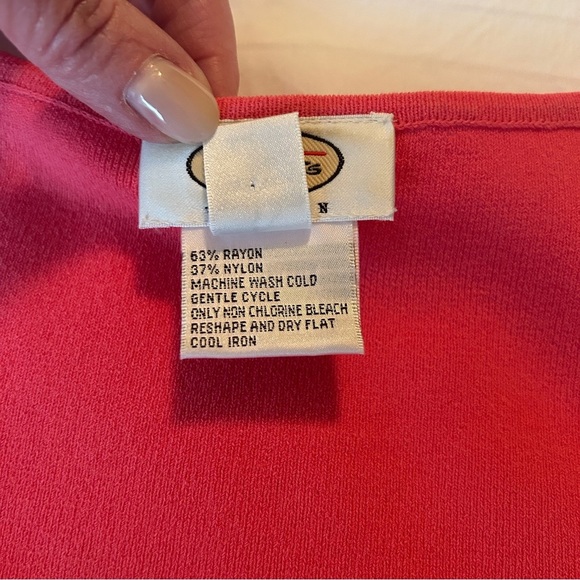 N
63% RAYON
37% NYLON
MACHINE WASH COLD
GENTLE CYCLE
ONLY NON CHLORINE BLEACH
RESHAPE AND DRY FLAT
COOL IRON